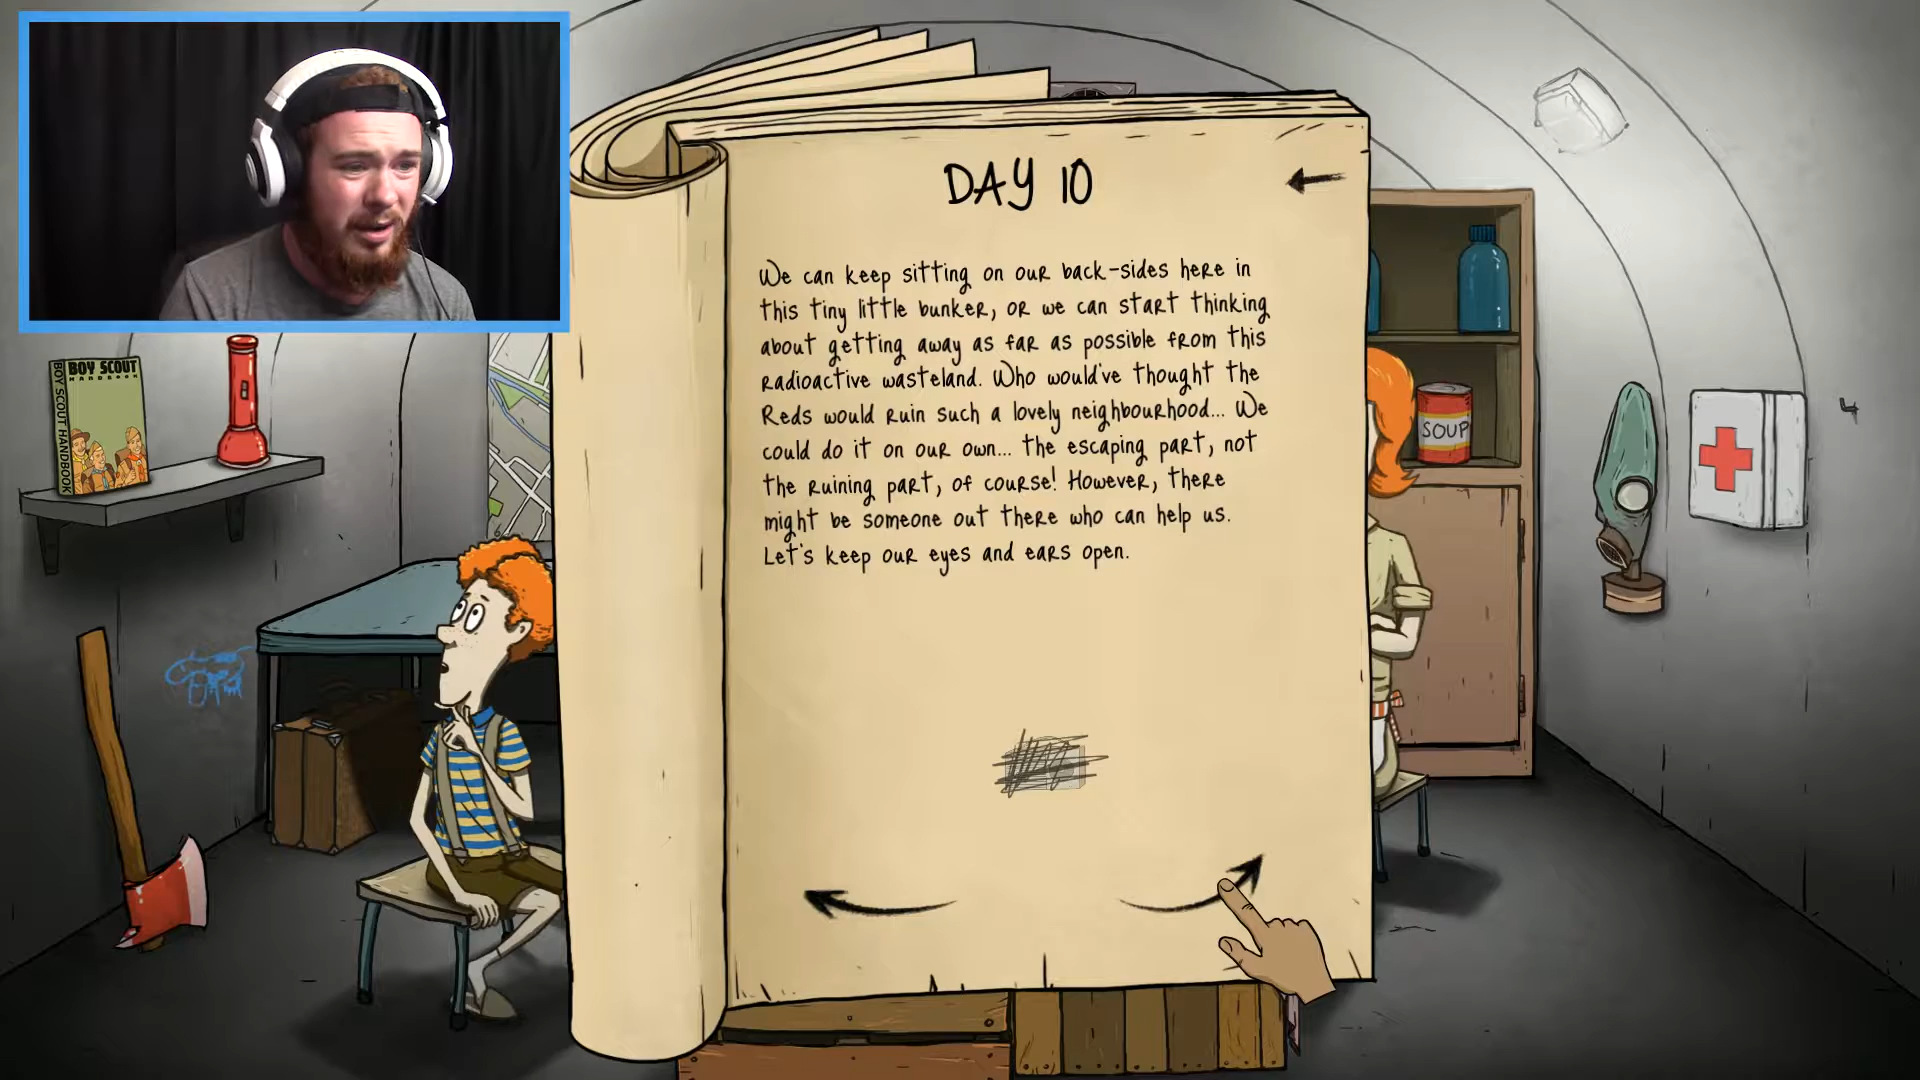 DAY 10
We can keep sitting on our back-sides here in
this tiny little bunker, or we can start thinking
about getting away as far as possible from this
radioactive wasteland. Who would've thought the
Reds would ruin such a lovely neighbourhood... We
could do it on our own... the escaping part, not
the ruining part, of course! However, there
might be someone out there who can help us.
Let's keep our eyes and ears open.
BOY SCOUT
HANDBOOK
BOY SCOUT HANDBOOK
SOUP